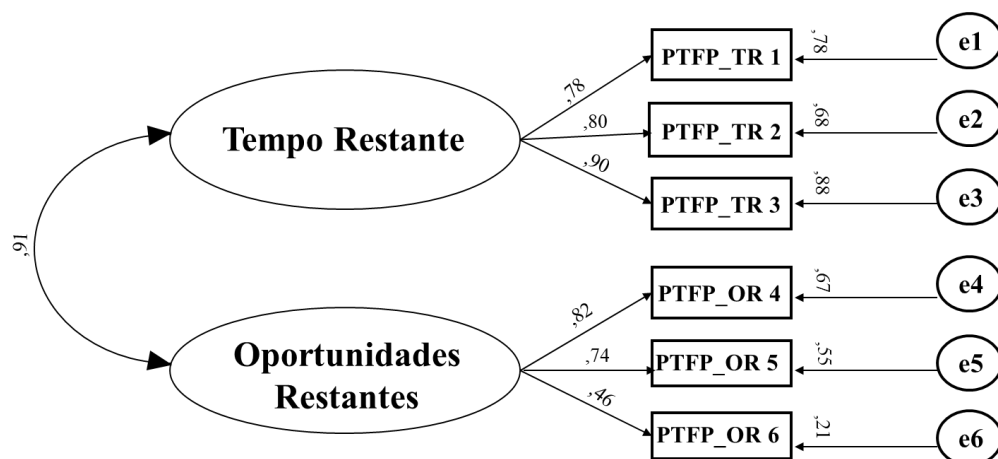 ,78
e1
PTFP_TR 1
,78
e2
,80
PTFP_TR 2
,68
Tempo Restante
,90
,88
e3
PTFP_TR 3
,91
e4
PTFP_OR 4
,67
,82
Oportunidades
Restantes
,74
PTFP_OR 5
,55
e5
,46
PTFP_OR 6
,21
e6